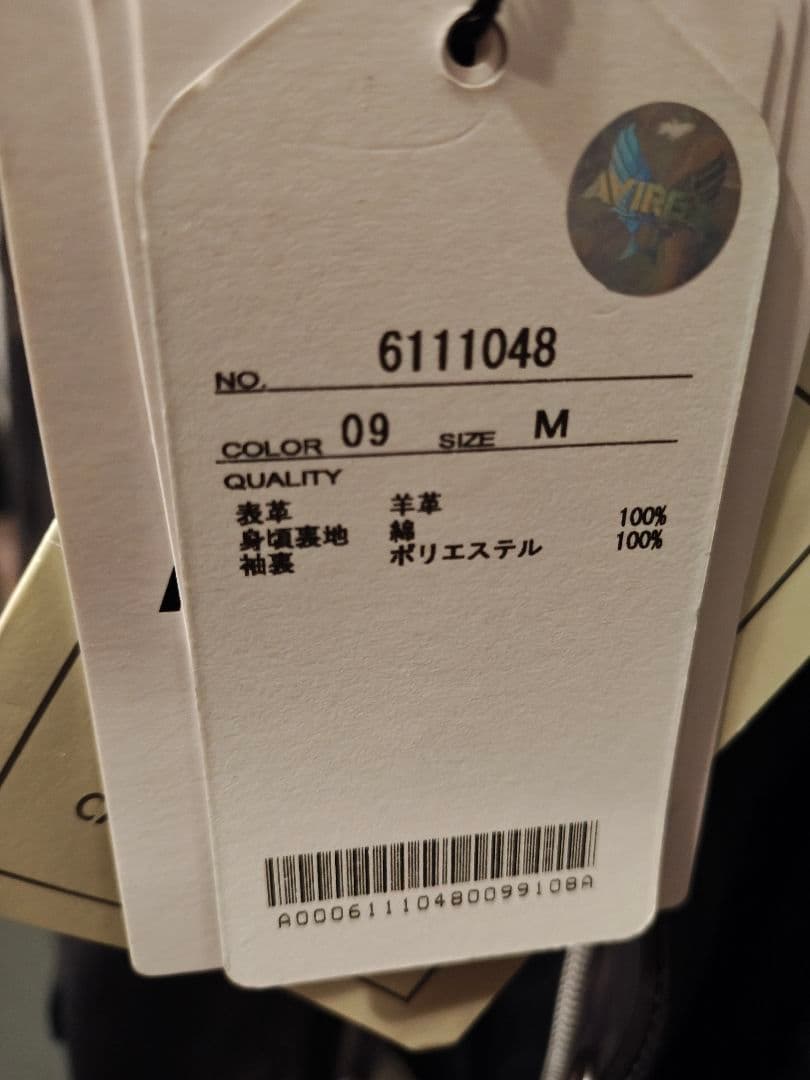 AVIREX
NO. 6111048
COLOR 09 SIZE M
QUALITY
表革 羊革
身頃裏地 綿 100%
袖裏 ポリエステル 100%
A00061110480099108A